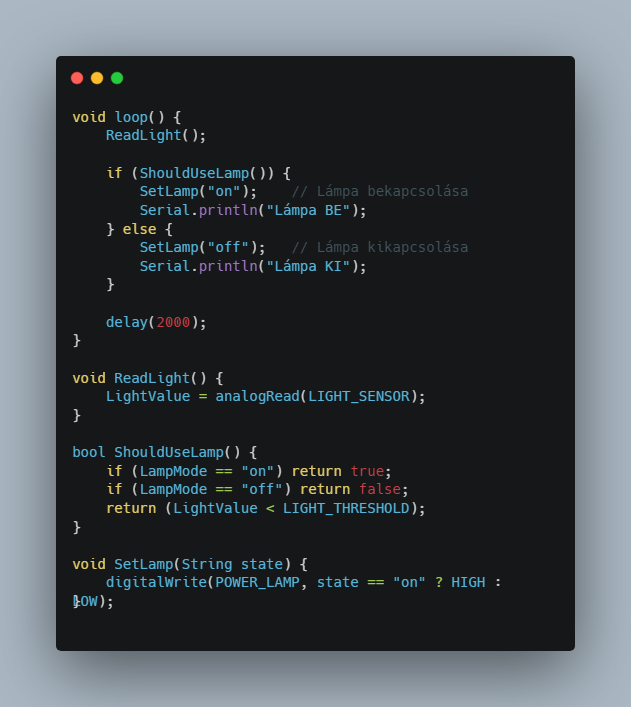 void loop() {
    ReadLight();

    if (ShouldUseLamp()) {
        SetLamp("on");    // Lámpa bekapcsolása
        Serial.println("Lámpa BE");
    } else {
        SetLamp("off");   // Lámpa kikapcsolása
        Serial.println("Lámpa KI");
    }

    delay(2000);
}

void ReadLight() {
    LightValue = analogRead(LIGHT_SENSOR);
}

bool ShouldUseLamp() {
    if (LampMode == "on") return true;
    if (LampMode == "off") return false;
    return (LightValue < LIGHT_THRESHOLD);
}

void SetLamp(String state) {
    digitalWrite(POWER_LAMP, state == "on" ? HIGH :
LOW);
}